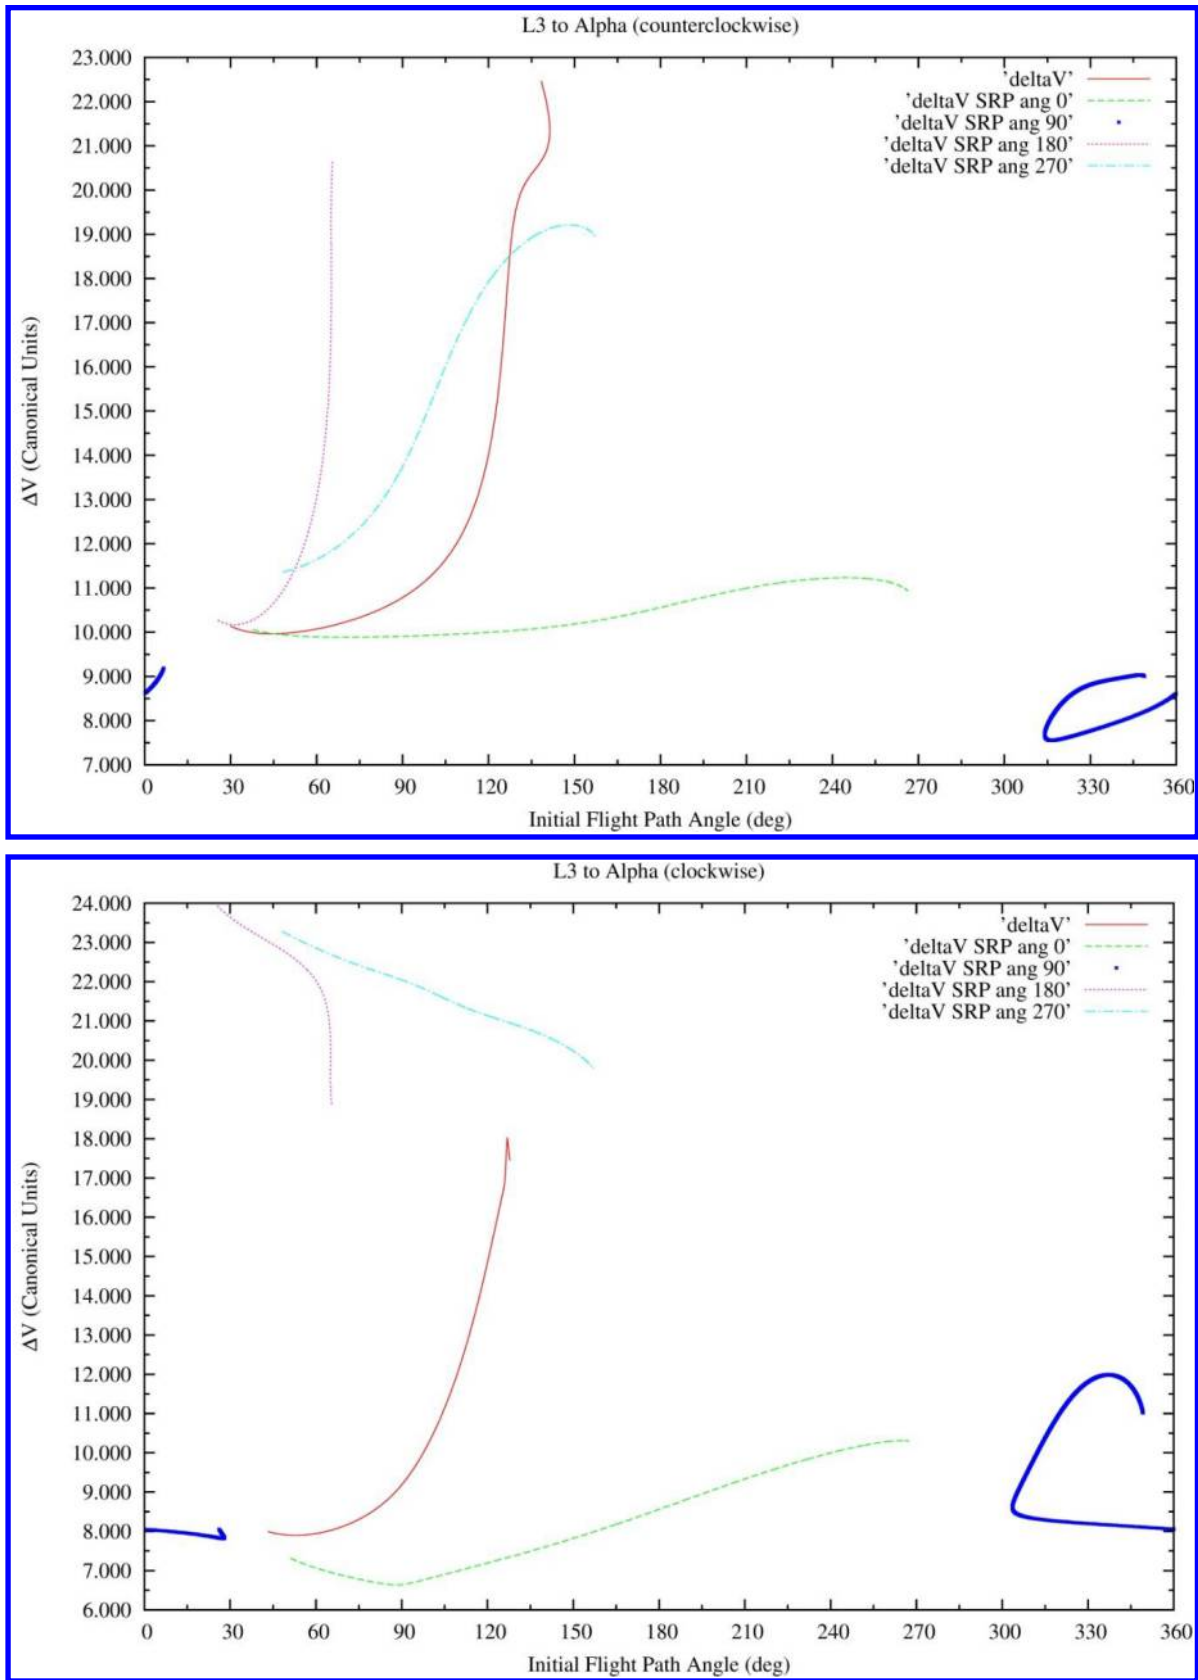 L3 to Alpha (counterclockwise)
23.000
22.000
21.000
20.000
19.000
18.000
17.000
16.000
15.000
14.000
13.000
12.000
11.000
10.000
9.000
8.000
7.000
ΔV (Canonical Units)
'deltaV'
'deltaV SRP ang 0'
'deltaV SRP ang 90'
'deltaV SRP ang 180'
'deltaV SRP ang 270'
0 30 60 90 120 150 180 210 240 270 300 330 360
Initial Flight Path Angle (deg)
L3 to Alpha (clockwise)
24.000
23.000
22.000
21.000
20.000
19.000
18.000
17.000
16.000
15.000
14.000
13.000
12.000
11.000
10.000
9.000
8.000
7.000
6.000
ΔV (Canonical Units)
'deltaV'
'deltaV SRP ang 0'
'deltaV SRP ang 90'
'deltaV SRP ang 180'
'deltaV SRP ang 270'
0 30 60 90 120 150 180 210 240 270 300 330 360
Initial Flight Path Angle (deg)